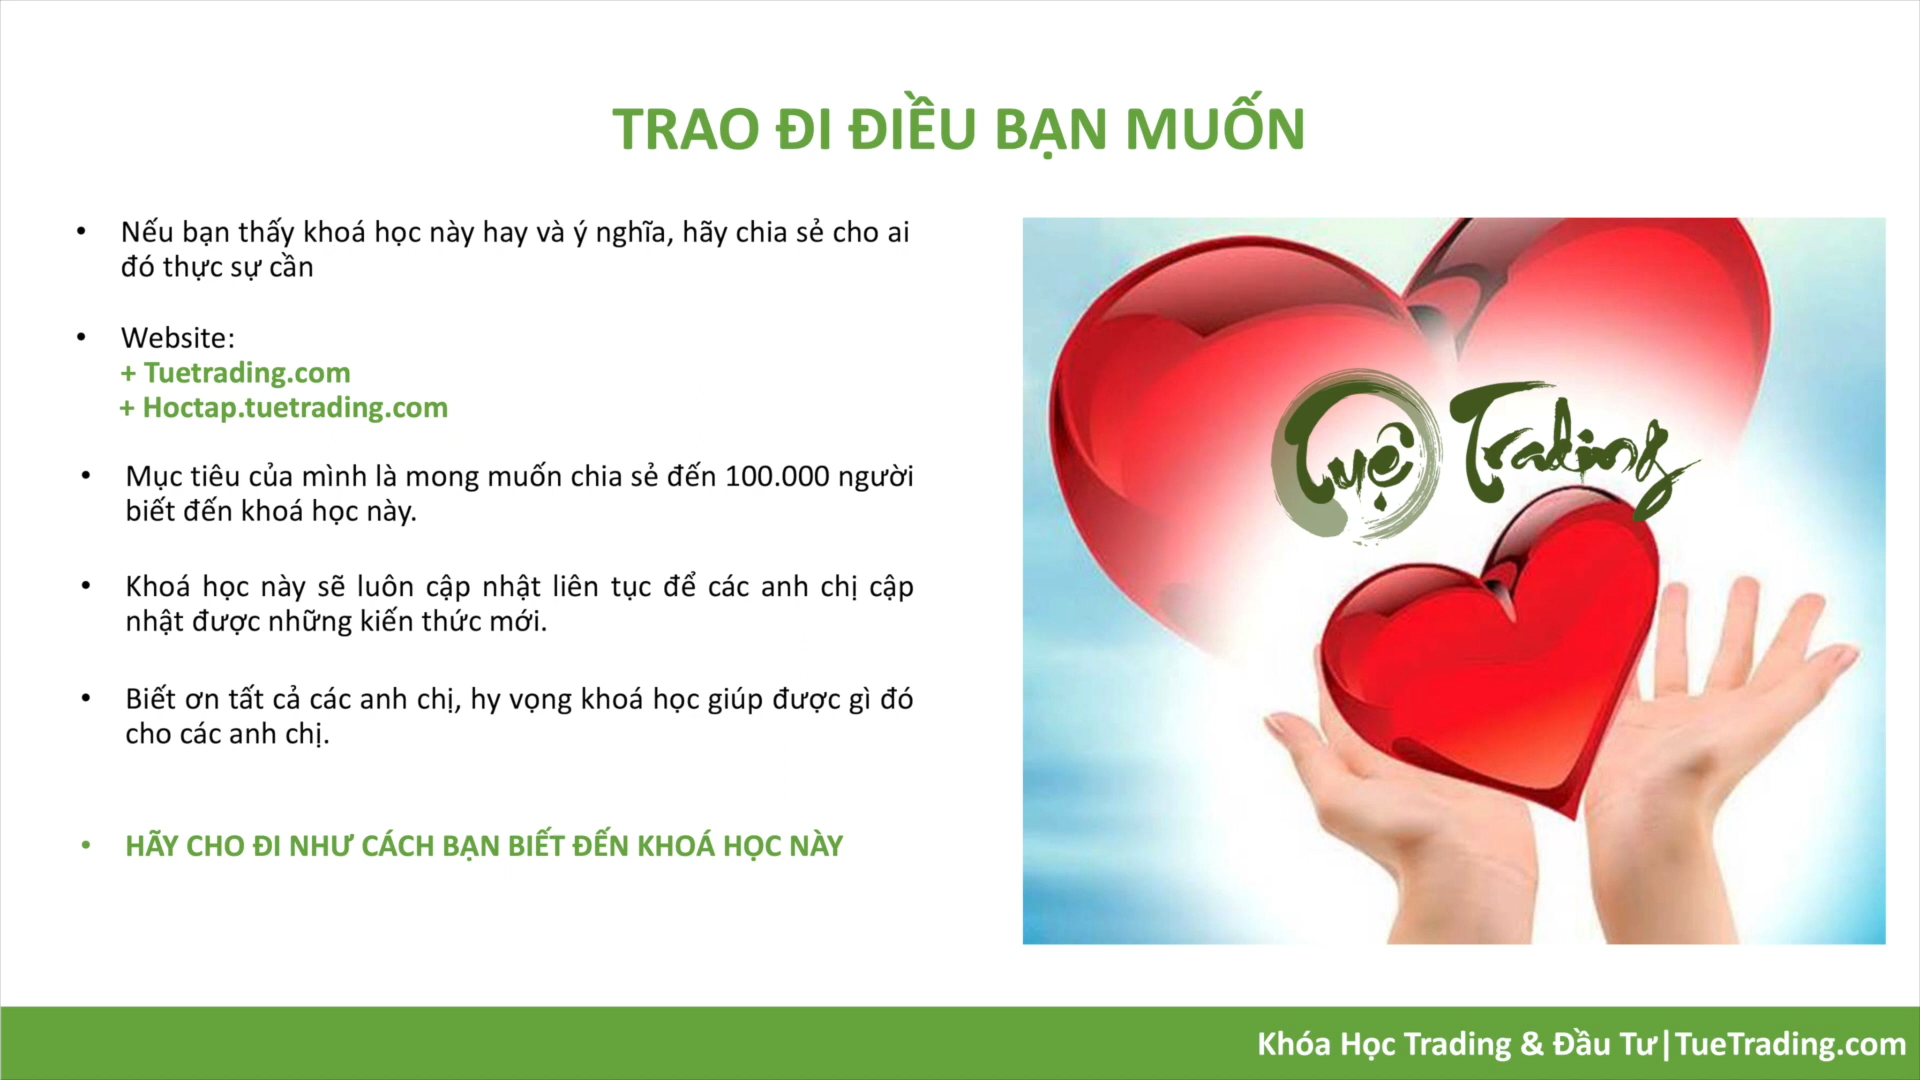 TRAO ĐI ĐIỀU BẠN MUỐN
• Nếu bạn thấy khoá học này hay và ý nghĩa, hãy chia sẻ cho ai
đó thực sự cần
• Website:
+ Tuetrading.com
+ Hoctap.tuetrading.com
• Mục tiêu của mình là mong muốn chia sẻ đến 100.000 người
biết đến khoá học này.
• Khoá học này sẽ luôn cập nhật liên tục để các anh chị cập
nhật được những kiến thức mới.
• Biết ơn tất cả các anh chị, hy vọng khoá học giúp được gì đó
cho các anh chị.
• HÃY CHO ĐI NHƯ CÁCH BẠN BIẾT ĐẾN KHOÁ HỌC NÀY
Tuệ Trading
Khóa Học Trading & Đầu Tư|TueTrading.com